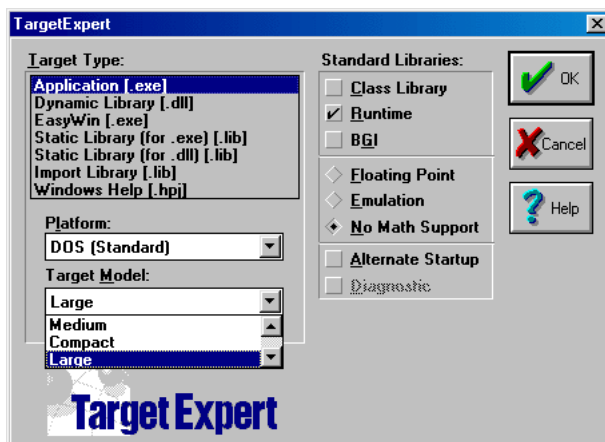 TargetExpert
Target Type:
Application [.exe]
Dynamic Library [.dll]
EasyWin [.exe]
Static Library (for .exe) [.lib]
Static Library (for .dll) [.lib]
Import Library [.lib]
Windows Help [.hpj]
Platform:
DOS (Standard)
Target Model:
Large
Medium
Compact
Large
Standard Libraries:
Class Library
Runtime
BGI
Floating Point
Emulation
No Math Support
Alternate Startup
Diagnostic
OK
Cancel
Help
Target Expert